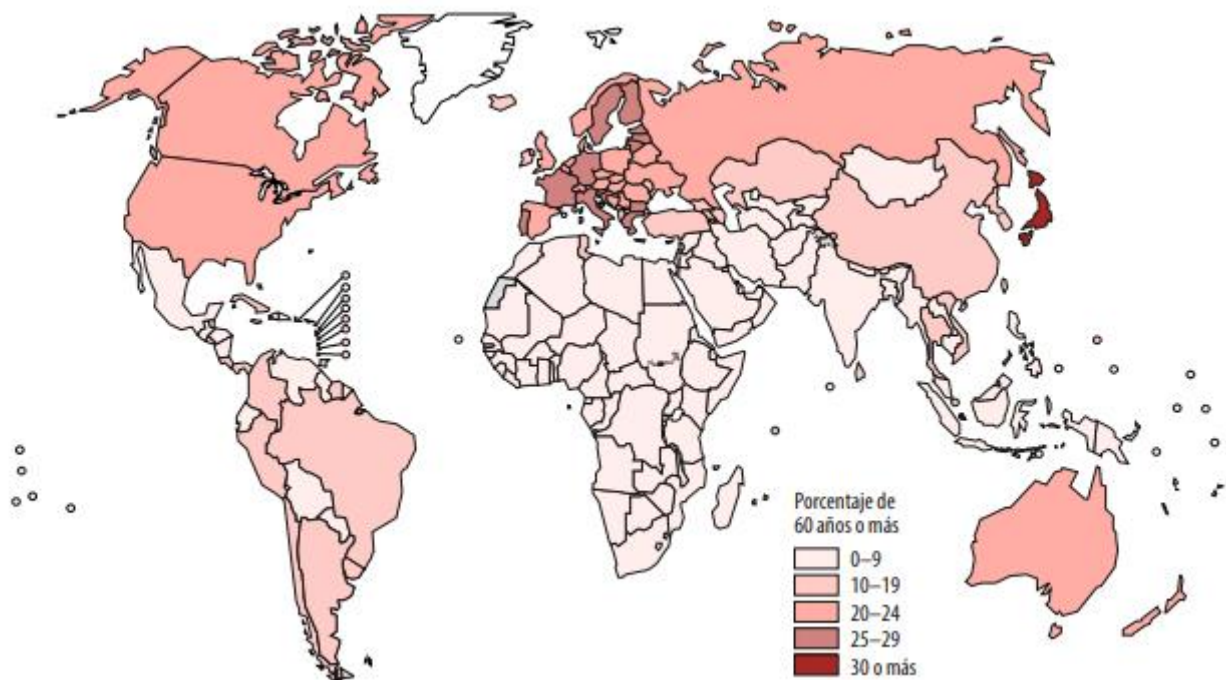 Porcentaje de
60 años o más
0–9
10–19
20–24
25–29
30 o más